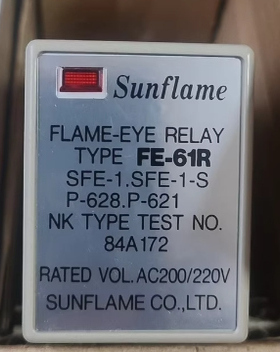 Sunflame
FLAME-EYE RELAY
TYPE FE-61R
SFE-1.SFE-1-S
P-628.P-621
NK TYPE TEST NO.
84A172
RATED VOL.AC200/220V
SUNFLAME CO.,LTD.